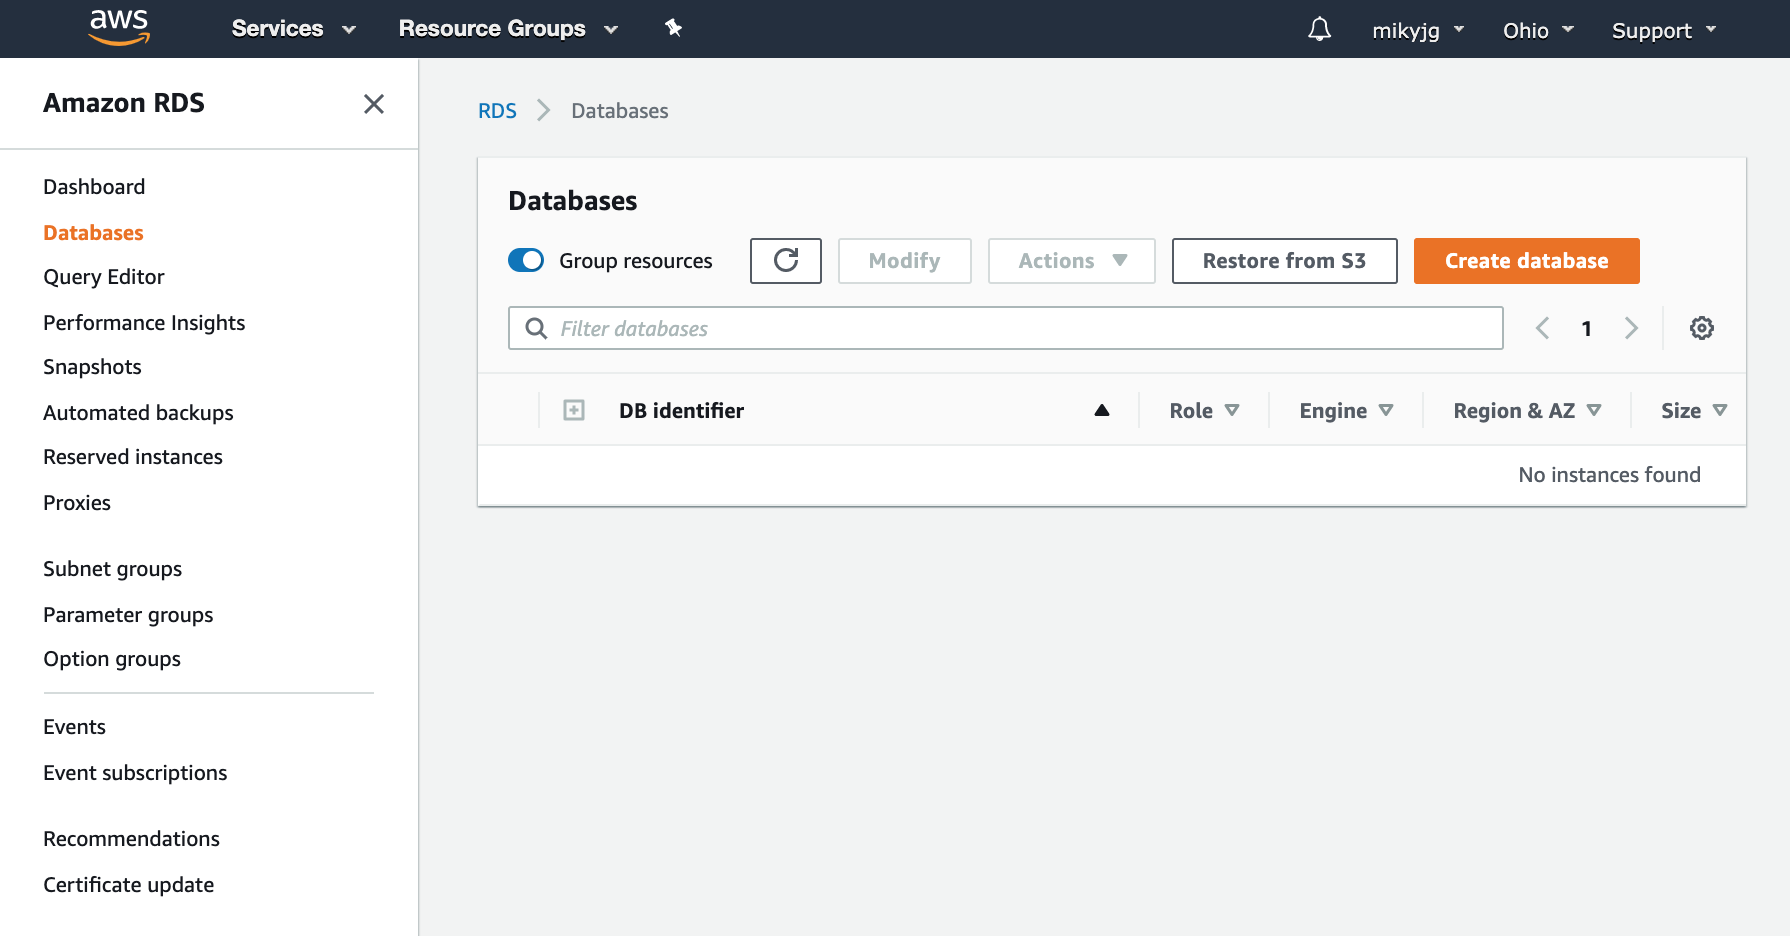 aws Services Resource Groups mikyjg Ohio Support
Amazon RDS
Dashboard
Databases
Query Editor
Performance Insights
Snapshots
Automated backups
Reserved instances
Proxies
Subnet groups
Parameter groups
Option groups
Events
Event subscriptions
Recommendations
Certificate update
RDS Databases
Databases
Group resources Modify Actions Restore from S3 Create database
Filter databases 1
DB identifier Role Engine Region & AZ Size
No instances found